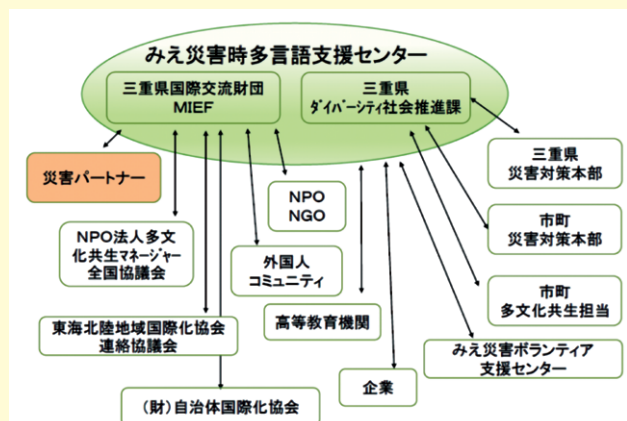 みえ災害時多言語支援センター
三重県国際交流財団
MIEF
三重県
ダイバーシティ社会推進課
災害パートナー
三重県
災害対策本部
NPO
NGO
市町
災害対策本部
NPO法人多文
化共生マネージャー
全国協議会
外国人
コミュニティ
市町
多文化共生担当
高等教育機関
東海北陸地域国際化協会
連絡協議会
みえ災害ボランティア
支援センター
企業
(財)自治体国際化協会